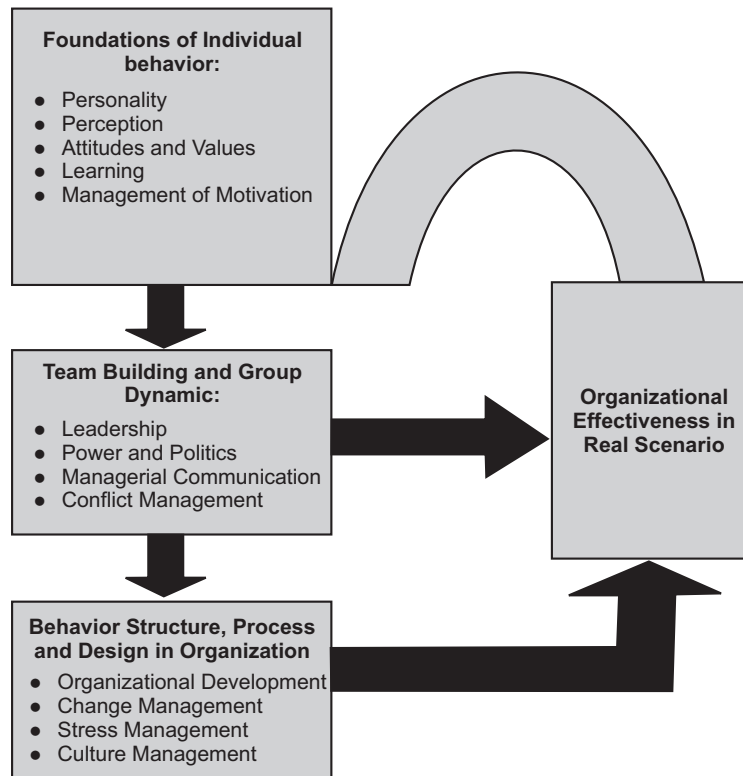 Foundations of Individual
behavior:
● Personality
● Perception
● Attitudes and Values
● Learning
● Management of Motivation
Team Building and Group
Dynamic:
● Leadership
● Power and Politics
● Managerial Communication
● Conflict Management
Organizational
Effectiveness in
Real Scenario
Behavior Structure, Process
and Design in Organization
● Organizational Development
● Change Management
● Stress Management
● Culture Management